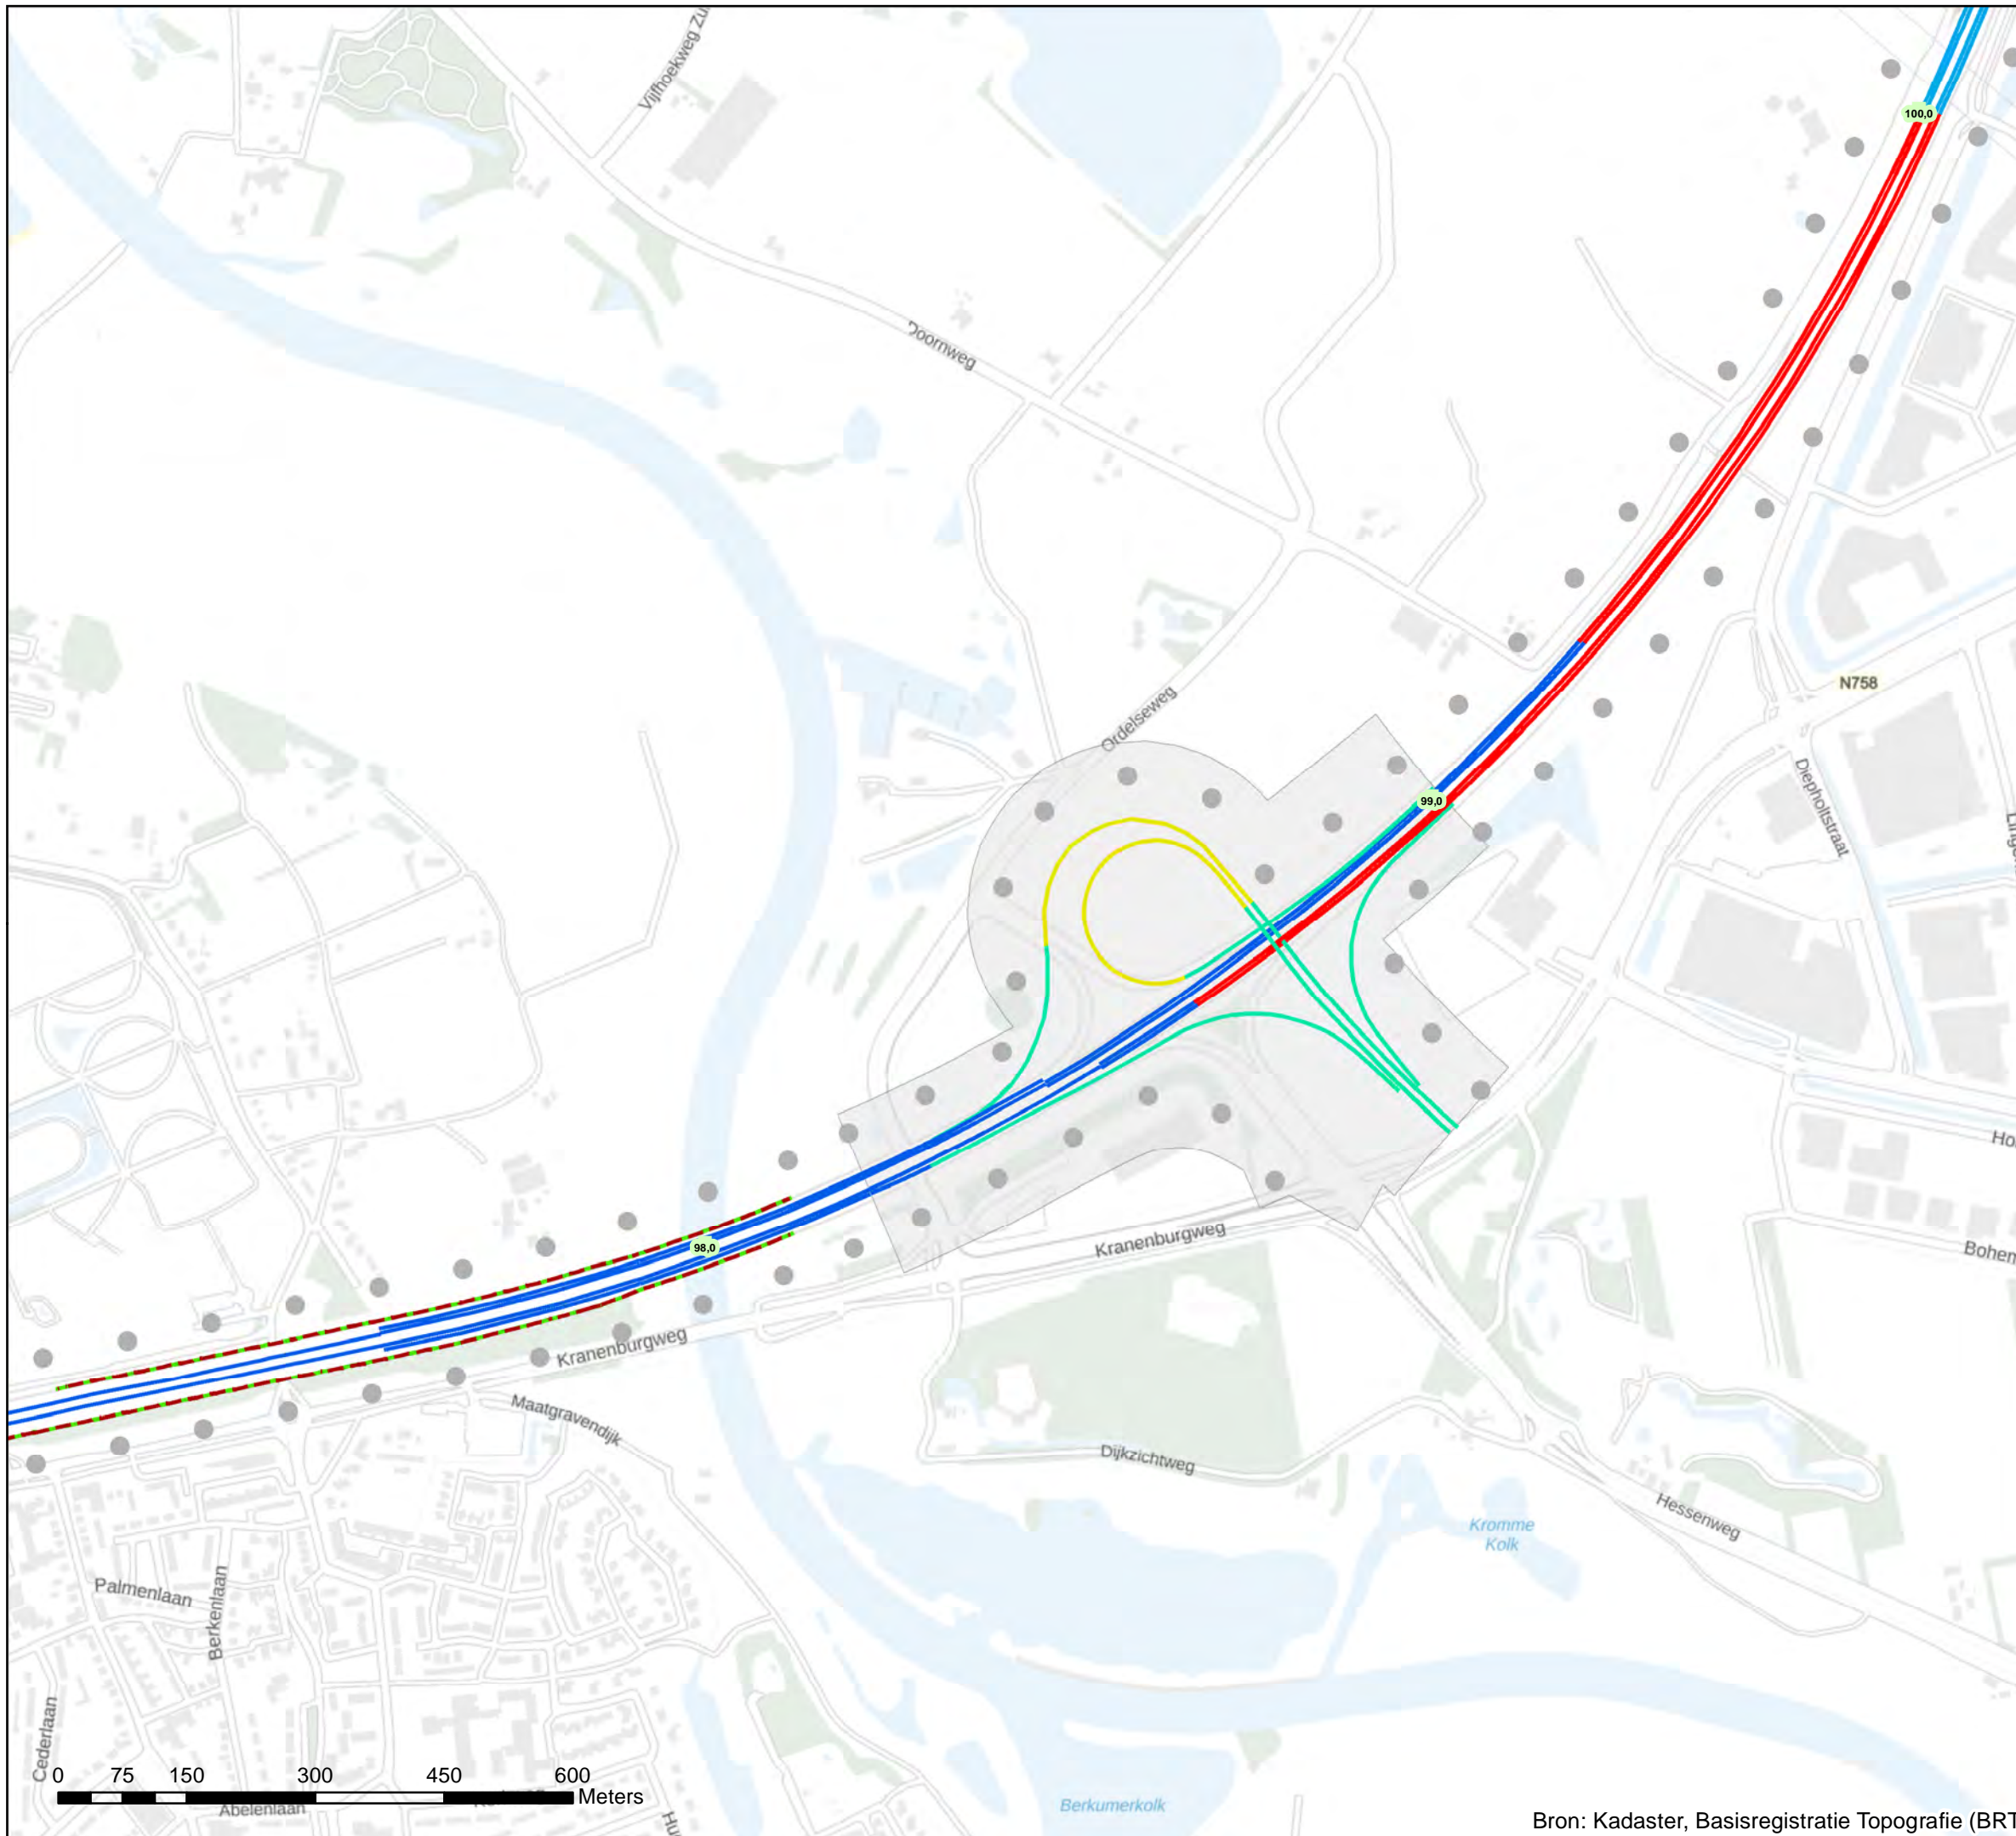 Vijfhoekweg
100,0
Doornweg
N758
Ordelseweg
Diepholtstraat
99,0
Kranenburgweg
98,0
Kranenburgweg
Maatgravendijk
Dijkzichtweg
Hessenweg
Kromme
Kolk
Palmenlaan
Berkenlaan
Cederlaan
0 75 150 300 450 600
Meters
Abelenlaan
Berkumerkolk
Bron: Kadaster, Basisregistratie Topografie (BRT